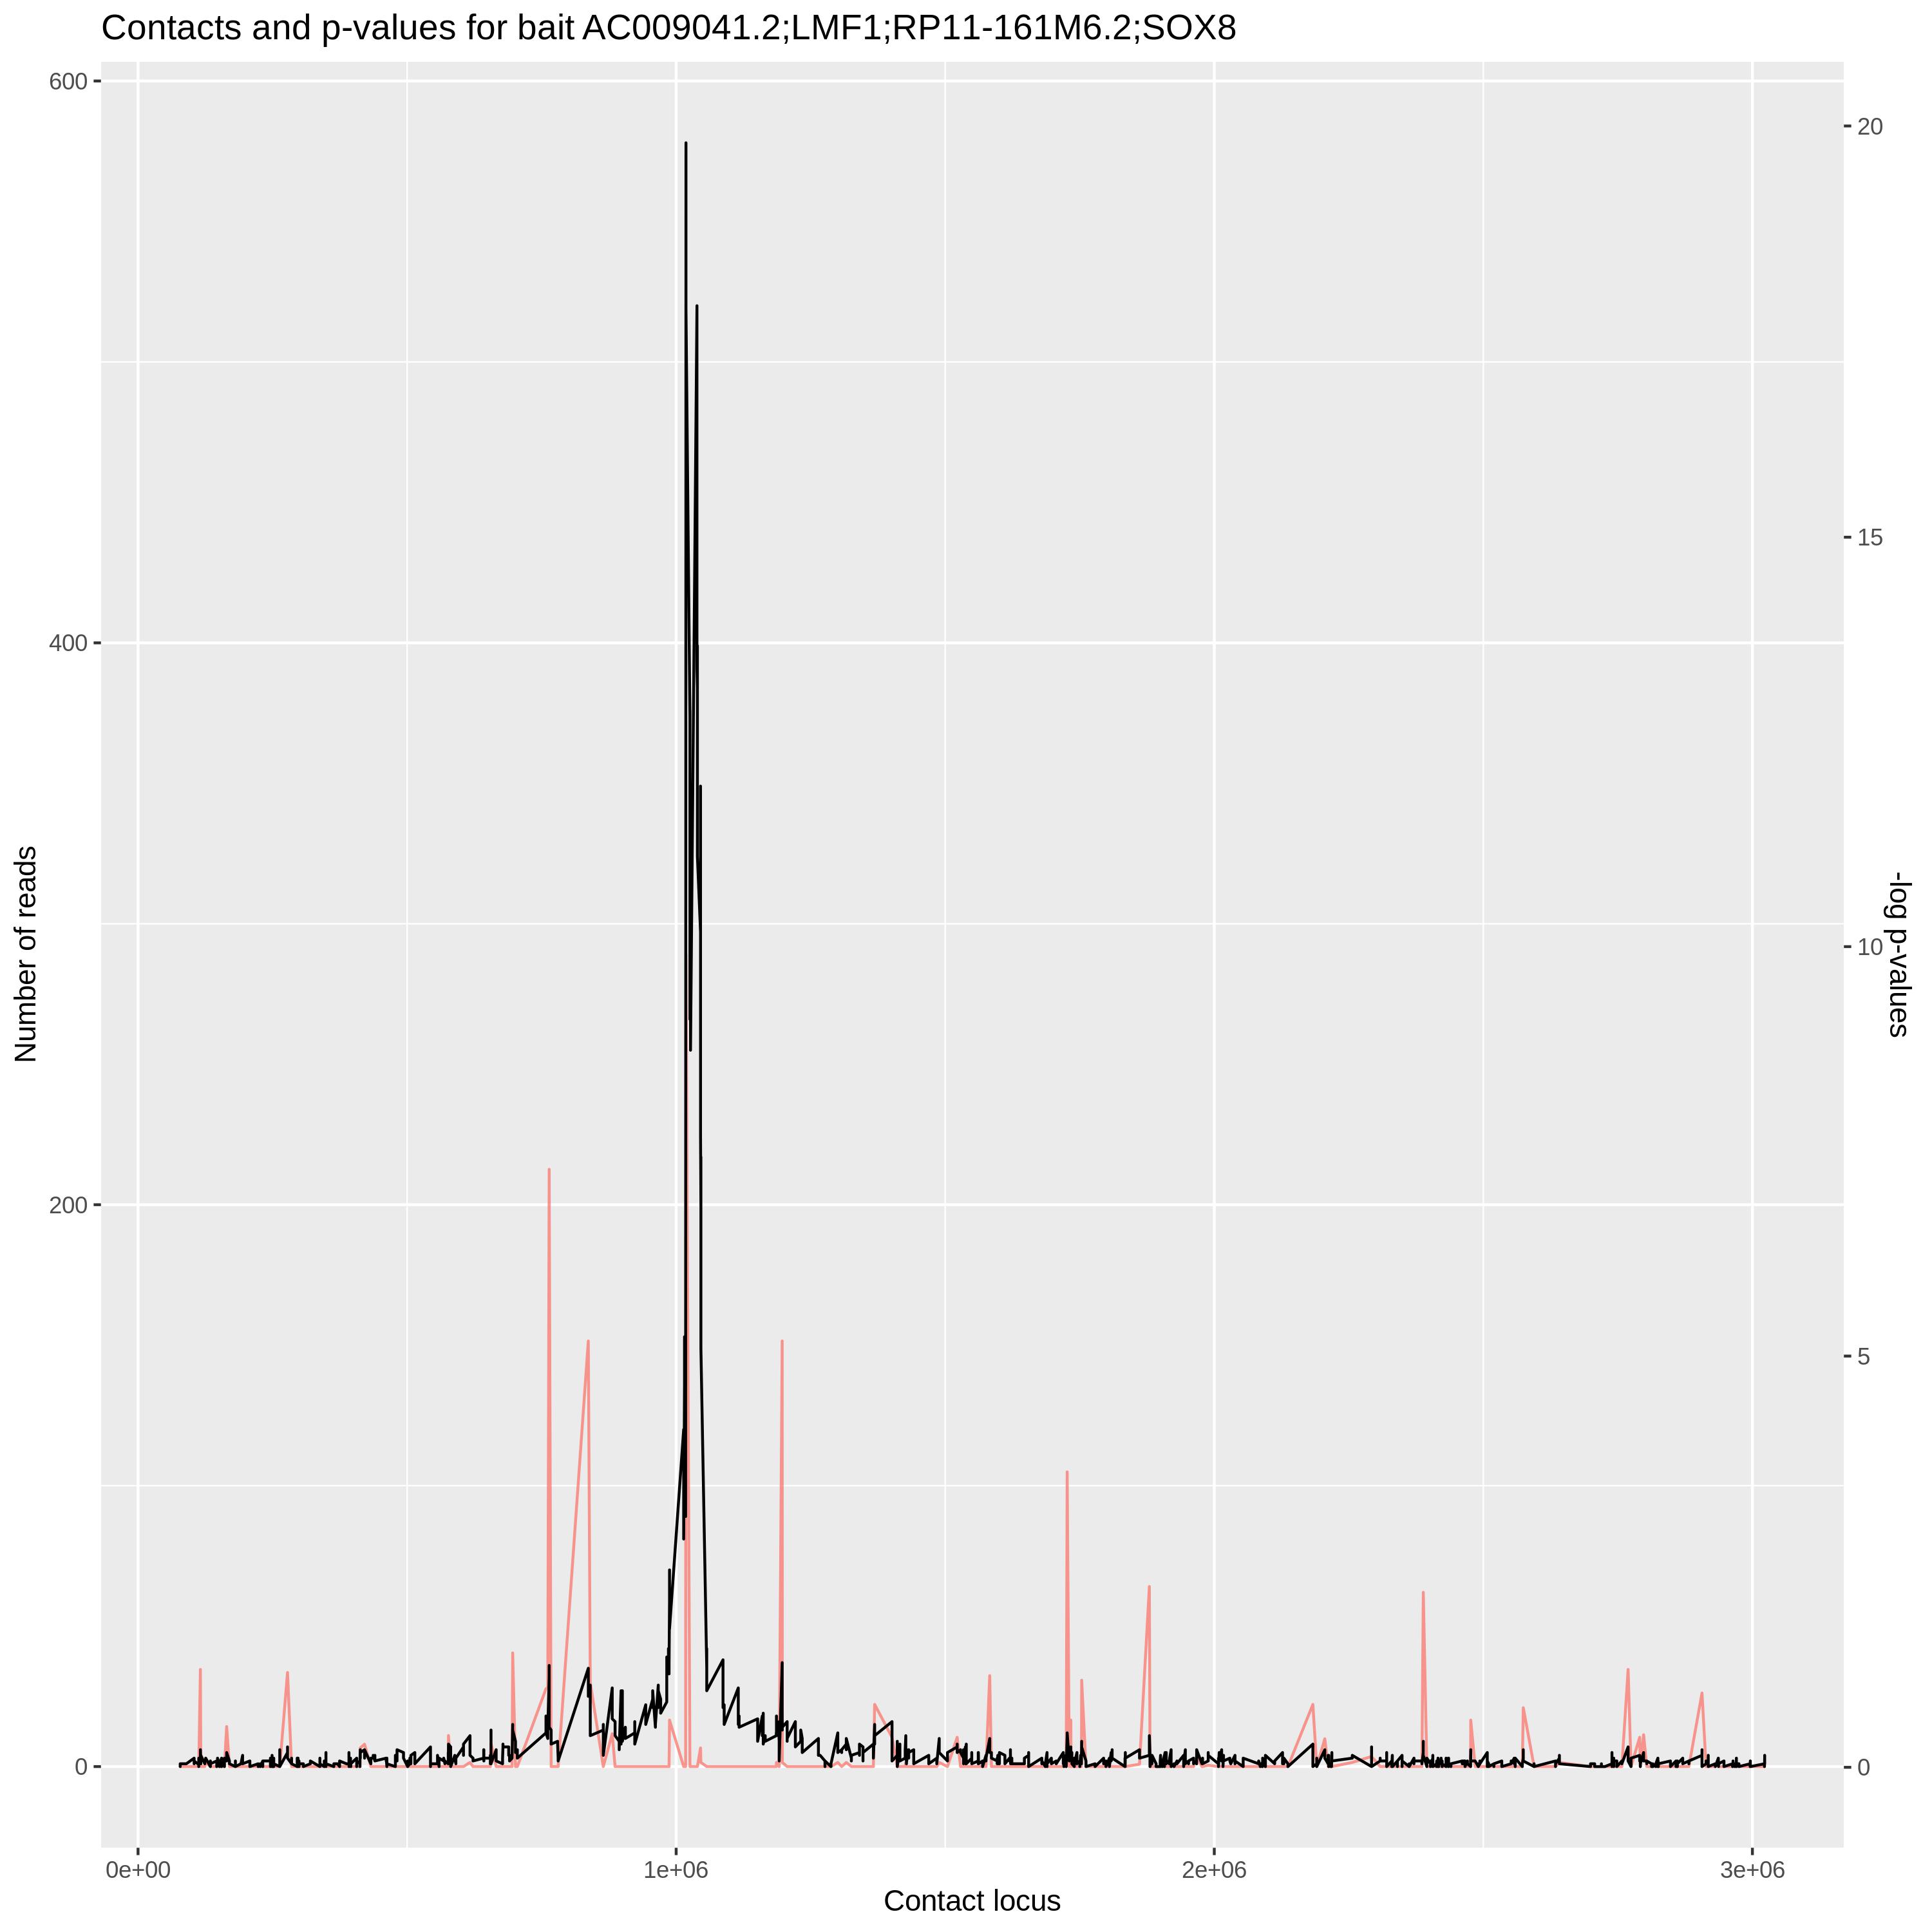 Contacts and p-values for bait AC009041.2;LMF1;RP11-161M6.2;SOX8
600
400
200
0
Number of reads
20
15
10
5
0
-log p-values
0e+00
1e+06
2e+06
3e+06
Contact locus